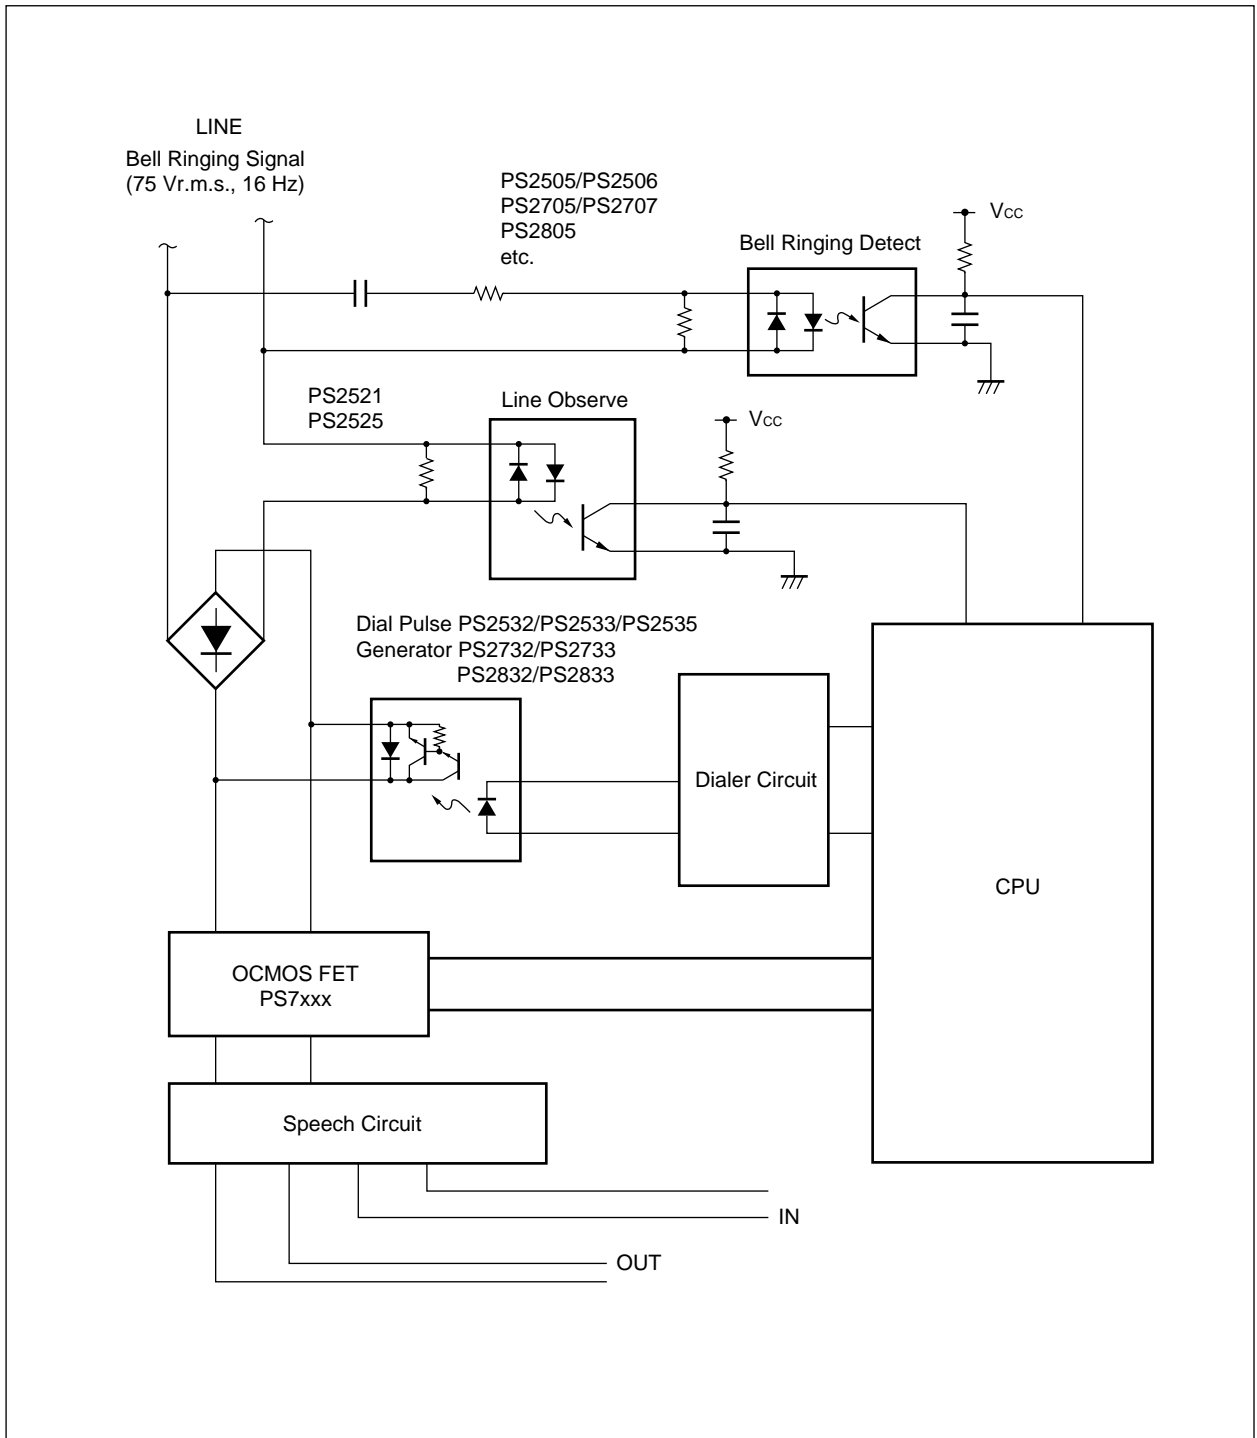 LINE
Bell Ringing Signal
(75 Vr.m.s., 16 Hz)
PS2505/PS2506
PS2705/PS2707
PS2805
etc.
Bell Ringing Detect
VCC
PS2521
PS2525
Line Observe
VCC
Dial Pulse PS2532/PS2533/PS2535
Generator PS2732/PS2733
PS2832/PS2833
Dialer Circuit
CPU
OCMOS FET
PS7xxx
Speech Circuit
IN
OUT